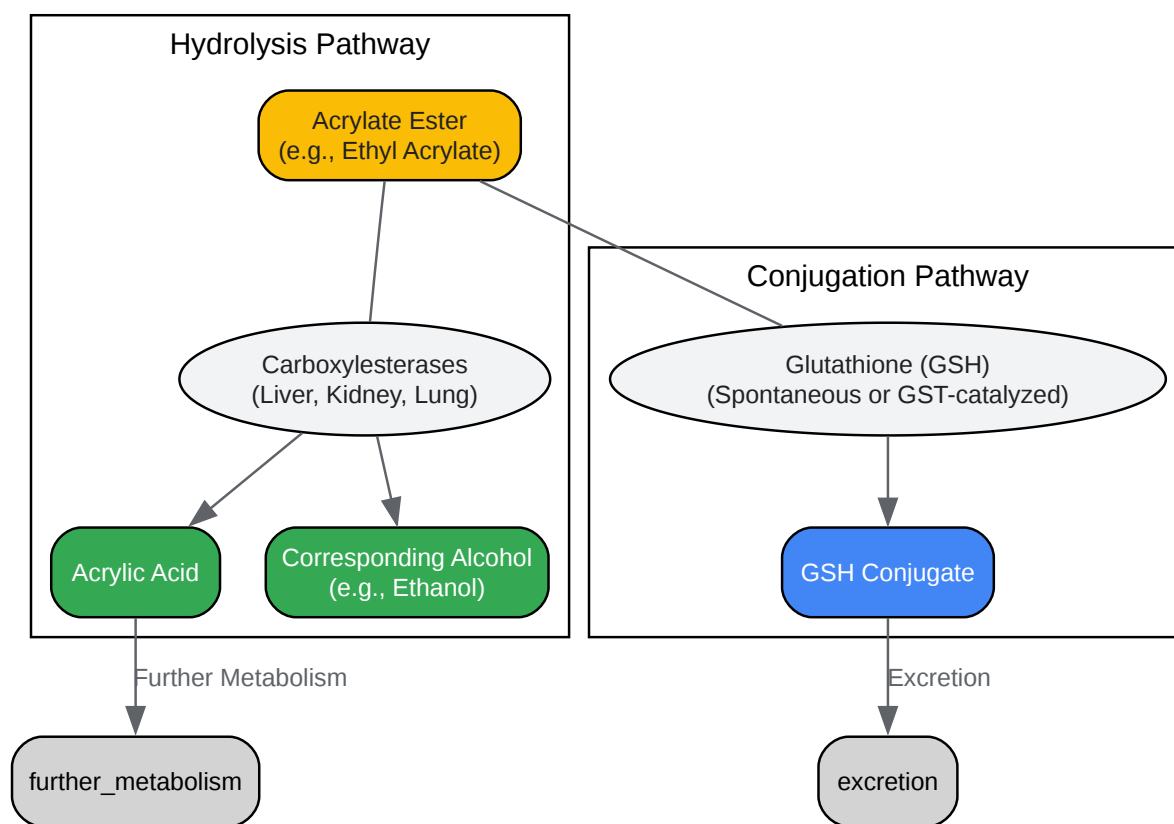 Hydrolysis Pathway
Acrylate Ester
(e.g., Ethyl Acrylate)
Conjugation Pathway
Carboxylesterases
(Liver, Kidney, Lung)
Glutathione (GSH)
(Spontaneous or GST-catalyzed)
Acrylic Acid
Corresponding Alcohol
(e.g., Ethanol)
GSH Conjugate
Further Metabolism
Excretion
further_metabolism
excretion